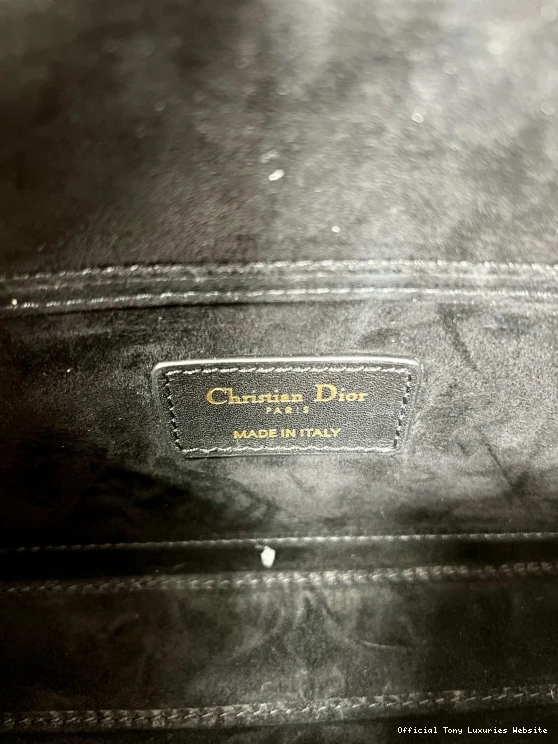 Christian Dior
PARIS
MADE IN ITALY
Official Tony Luxuries Website